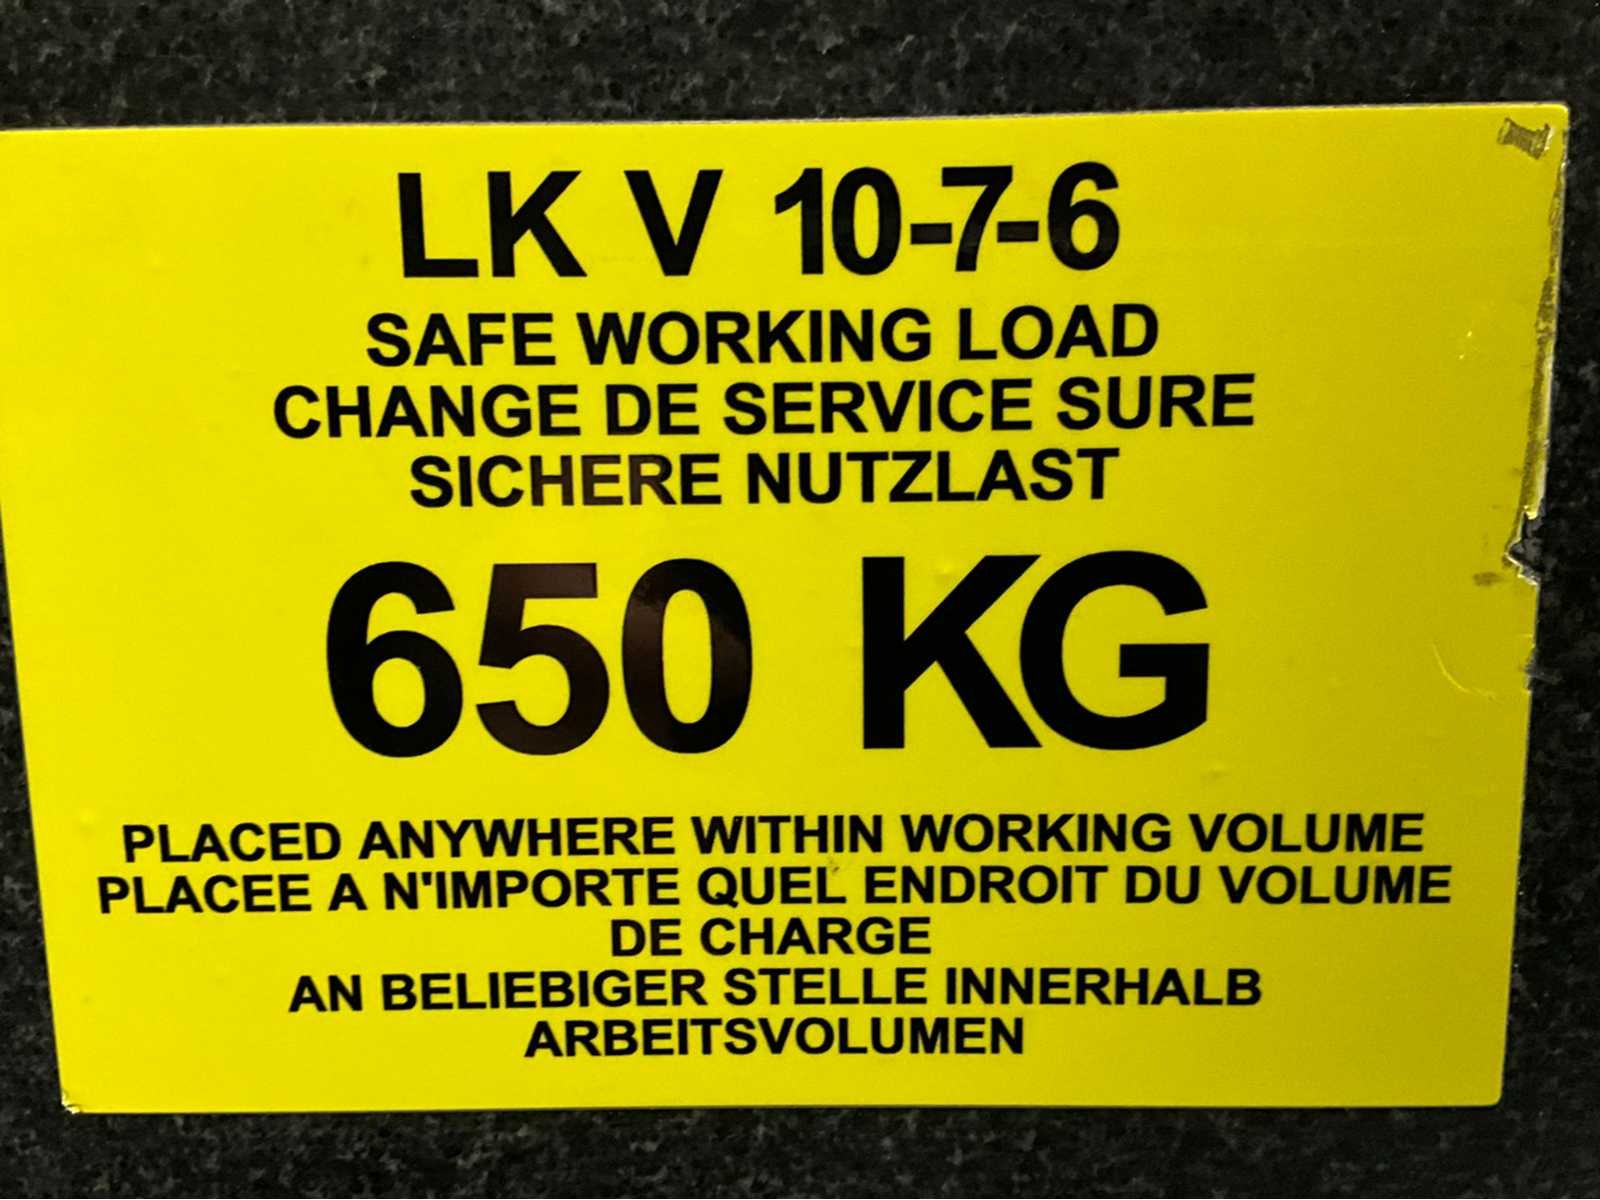 LK V 10-7-6
SAFE WORKING LOAD
CHANGE DE SERVICE SURE
SICHERE NUTZLAST
650 KG
PLACED ANYWHERE WITHIN WORKING VOLUME
PLACEE A N'IMPORTE QUEL ENDROIT DU VOLUME
DE CHARGE
AN BELIEBIGER STELLE INNERHALB
ARBEITSVOLUMEN